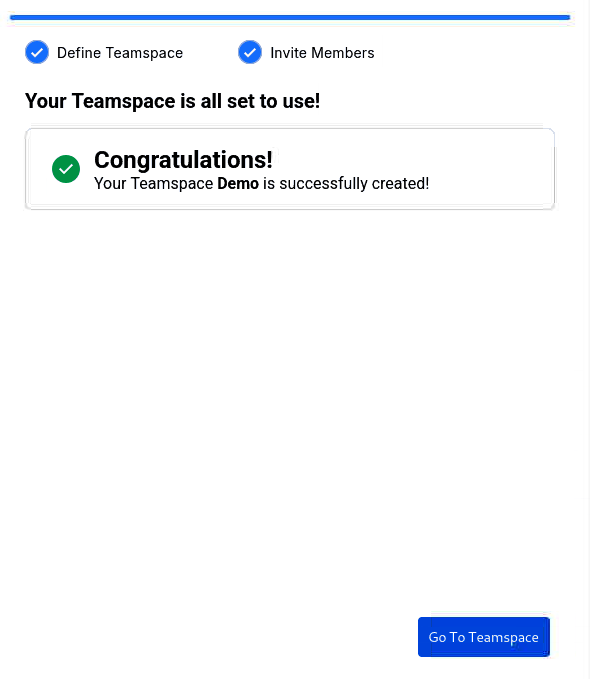 Define Teamspace
Invite Members
Your Teamspace is all set to use!
Congratulations!
Your Teamspace Demo is successfully created!
Go To Teamspace